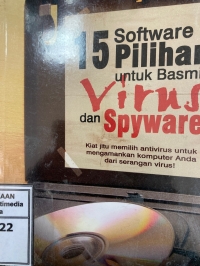 15 Software
Pilihan
untuk Basmi
Virus
dan Spyware
Kiat jitu memilih antivirus untuk
mengamankan komputer Anda
dari serangan virus!
22